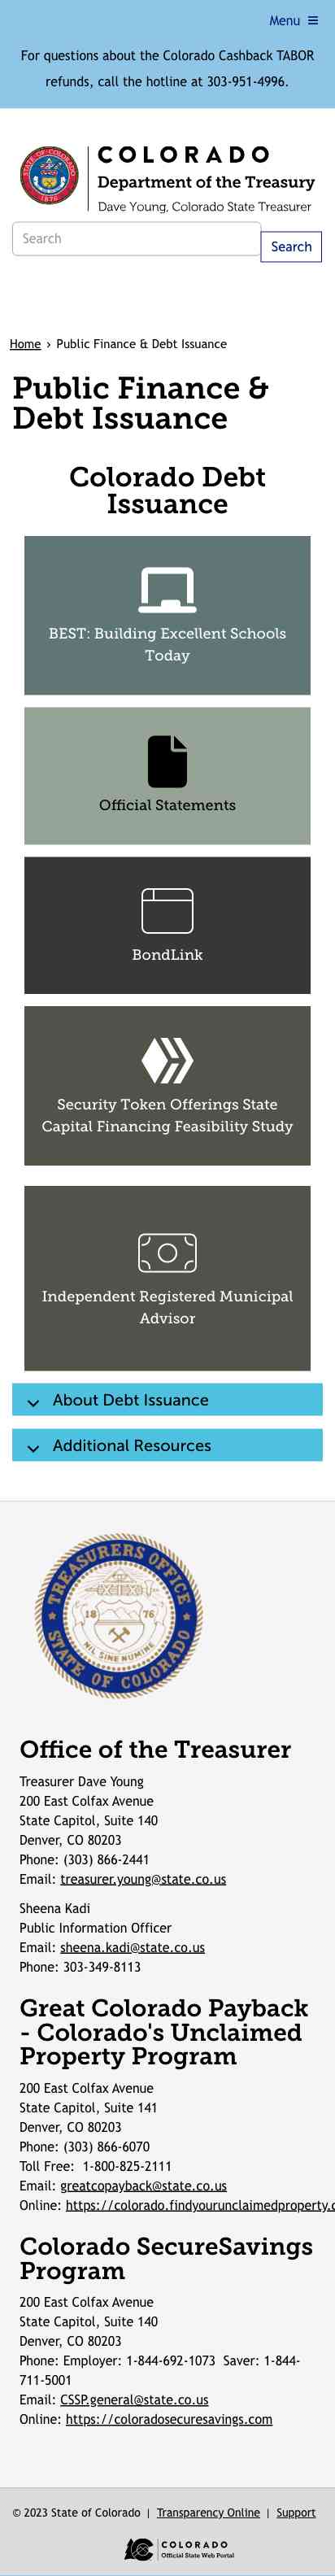 Menu
For questions about the Colorado Cashback TABOR
refunds, call the hotline at 303-951-4996.
COLORADO
Department of the Treasury
Dave Young, Colorado State Treasurer
Search
Search
Home › Public Finance & Debt Issuance
Public Finance &
Debt Issuance
Colorado Debt
Issuance
BEST: Building Excellent Schools
Today
Official Statements
BondLink
Security Token Offerings State
Capital Financing Feasibility Study
Independent Registered Municipal
Advisor
About Debt Issuance
Additional Resources
TREASURERS OFFICE
18 76
NIL SINE NUMINE
STATE OF COLORADO
Office of the Treasurer
Treasurer Dave Young
200 East Colfax Avenue
State Capitol, Suite 140
Denver, CO 80203
Phone: (303) 866-2441
Email: treasurer.young@state.co.us
Sheena Kadi
Public Information Officer
Email: sheena.kadi@state.co.us
Phone: 303-349-8113
Great Colorado Payback
- Colorado's Unclaimed
Property Program
200 East Colfax Avenue
State Capitol, Suite 141
Denver, CO 80203
Phone: (303) 866-6070
Toll Free:  1-800-825-2111
Email: greatcopayback@state.co.us
Online: https://colorado.findyourunclaimedproperty.c
Colorado SecureSavings
Program
200 East Colfax Avenue
State Capitol, Suite 140
Denver, CO 80203
Phone: Employer: 1-844-692-1073  Saver: 1-844-
711-5001
Email: CSSP.general@state.co.us
Online: https://coloradosecuresavings.com
© 2023 State of Colorado | Transparency Online | Support
COLORADO
Official State Web Portal